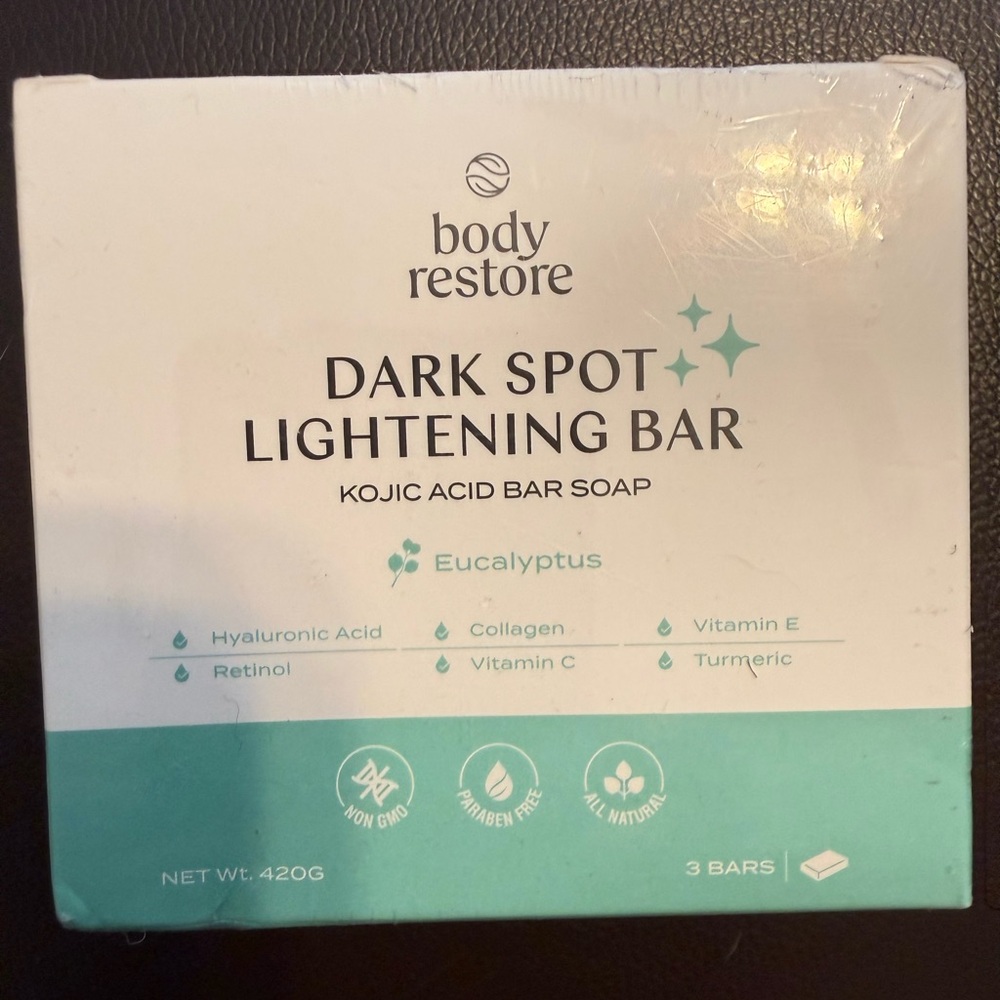 body
restore
DARK SPOT
LIGHTENING BAR
KOJIC ACID BAR SOAP
Eucalyptus
Hyaluronic Acid Collagen Vitamin E
Retinol Vitamin C Turmeric
NON GMO PARABEN FREE ALL NATURAL
NET Wt. 420G 3 BARS